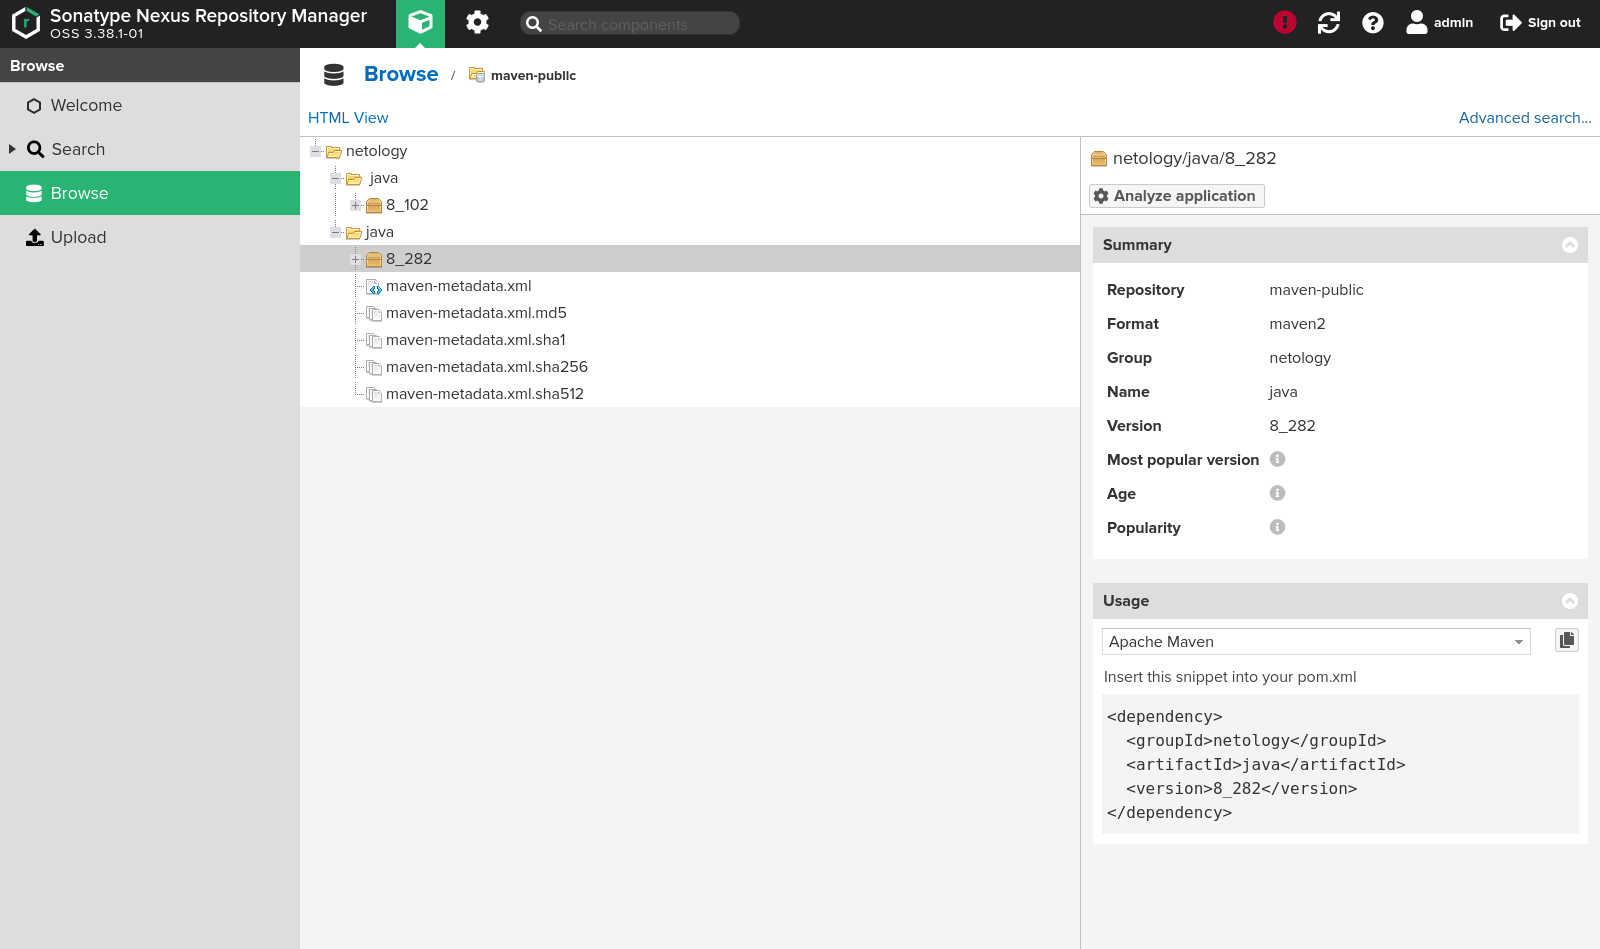 Sonatype Nexus Repository Manager
OSS 3.38.1-01
Search components
admin
Sign out
Browse
Welcome
Search
Browse
Upload
Browse / maven-public
HTML View
Advanced search...
netology
java
8_102
java
8_282
maven-metadata.xml
maven-metadata.xml.md5
maven-metadata.xml.sha1
maven-metadata.xml.sha256
maven-metadata.xml.sha512
netology/java/8_282
Analyze application
Summary
Repository maven-public
Format maven2
Group netology
Name java
Version 8_282
Most popular version
Age
Popularity
Usage
Apache Maven
Insert this snippet into your pom.xml
<dependency>
  <groupId>netology</groupId>
  <artifactId>java</artifactId>
  <version>8_282</version>
</dependency>